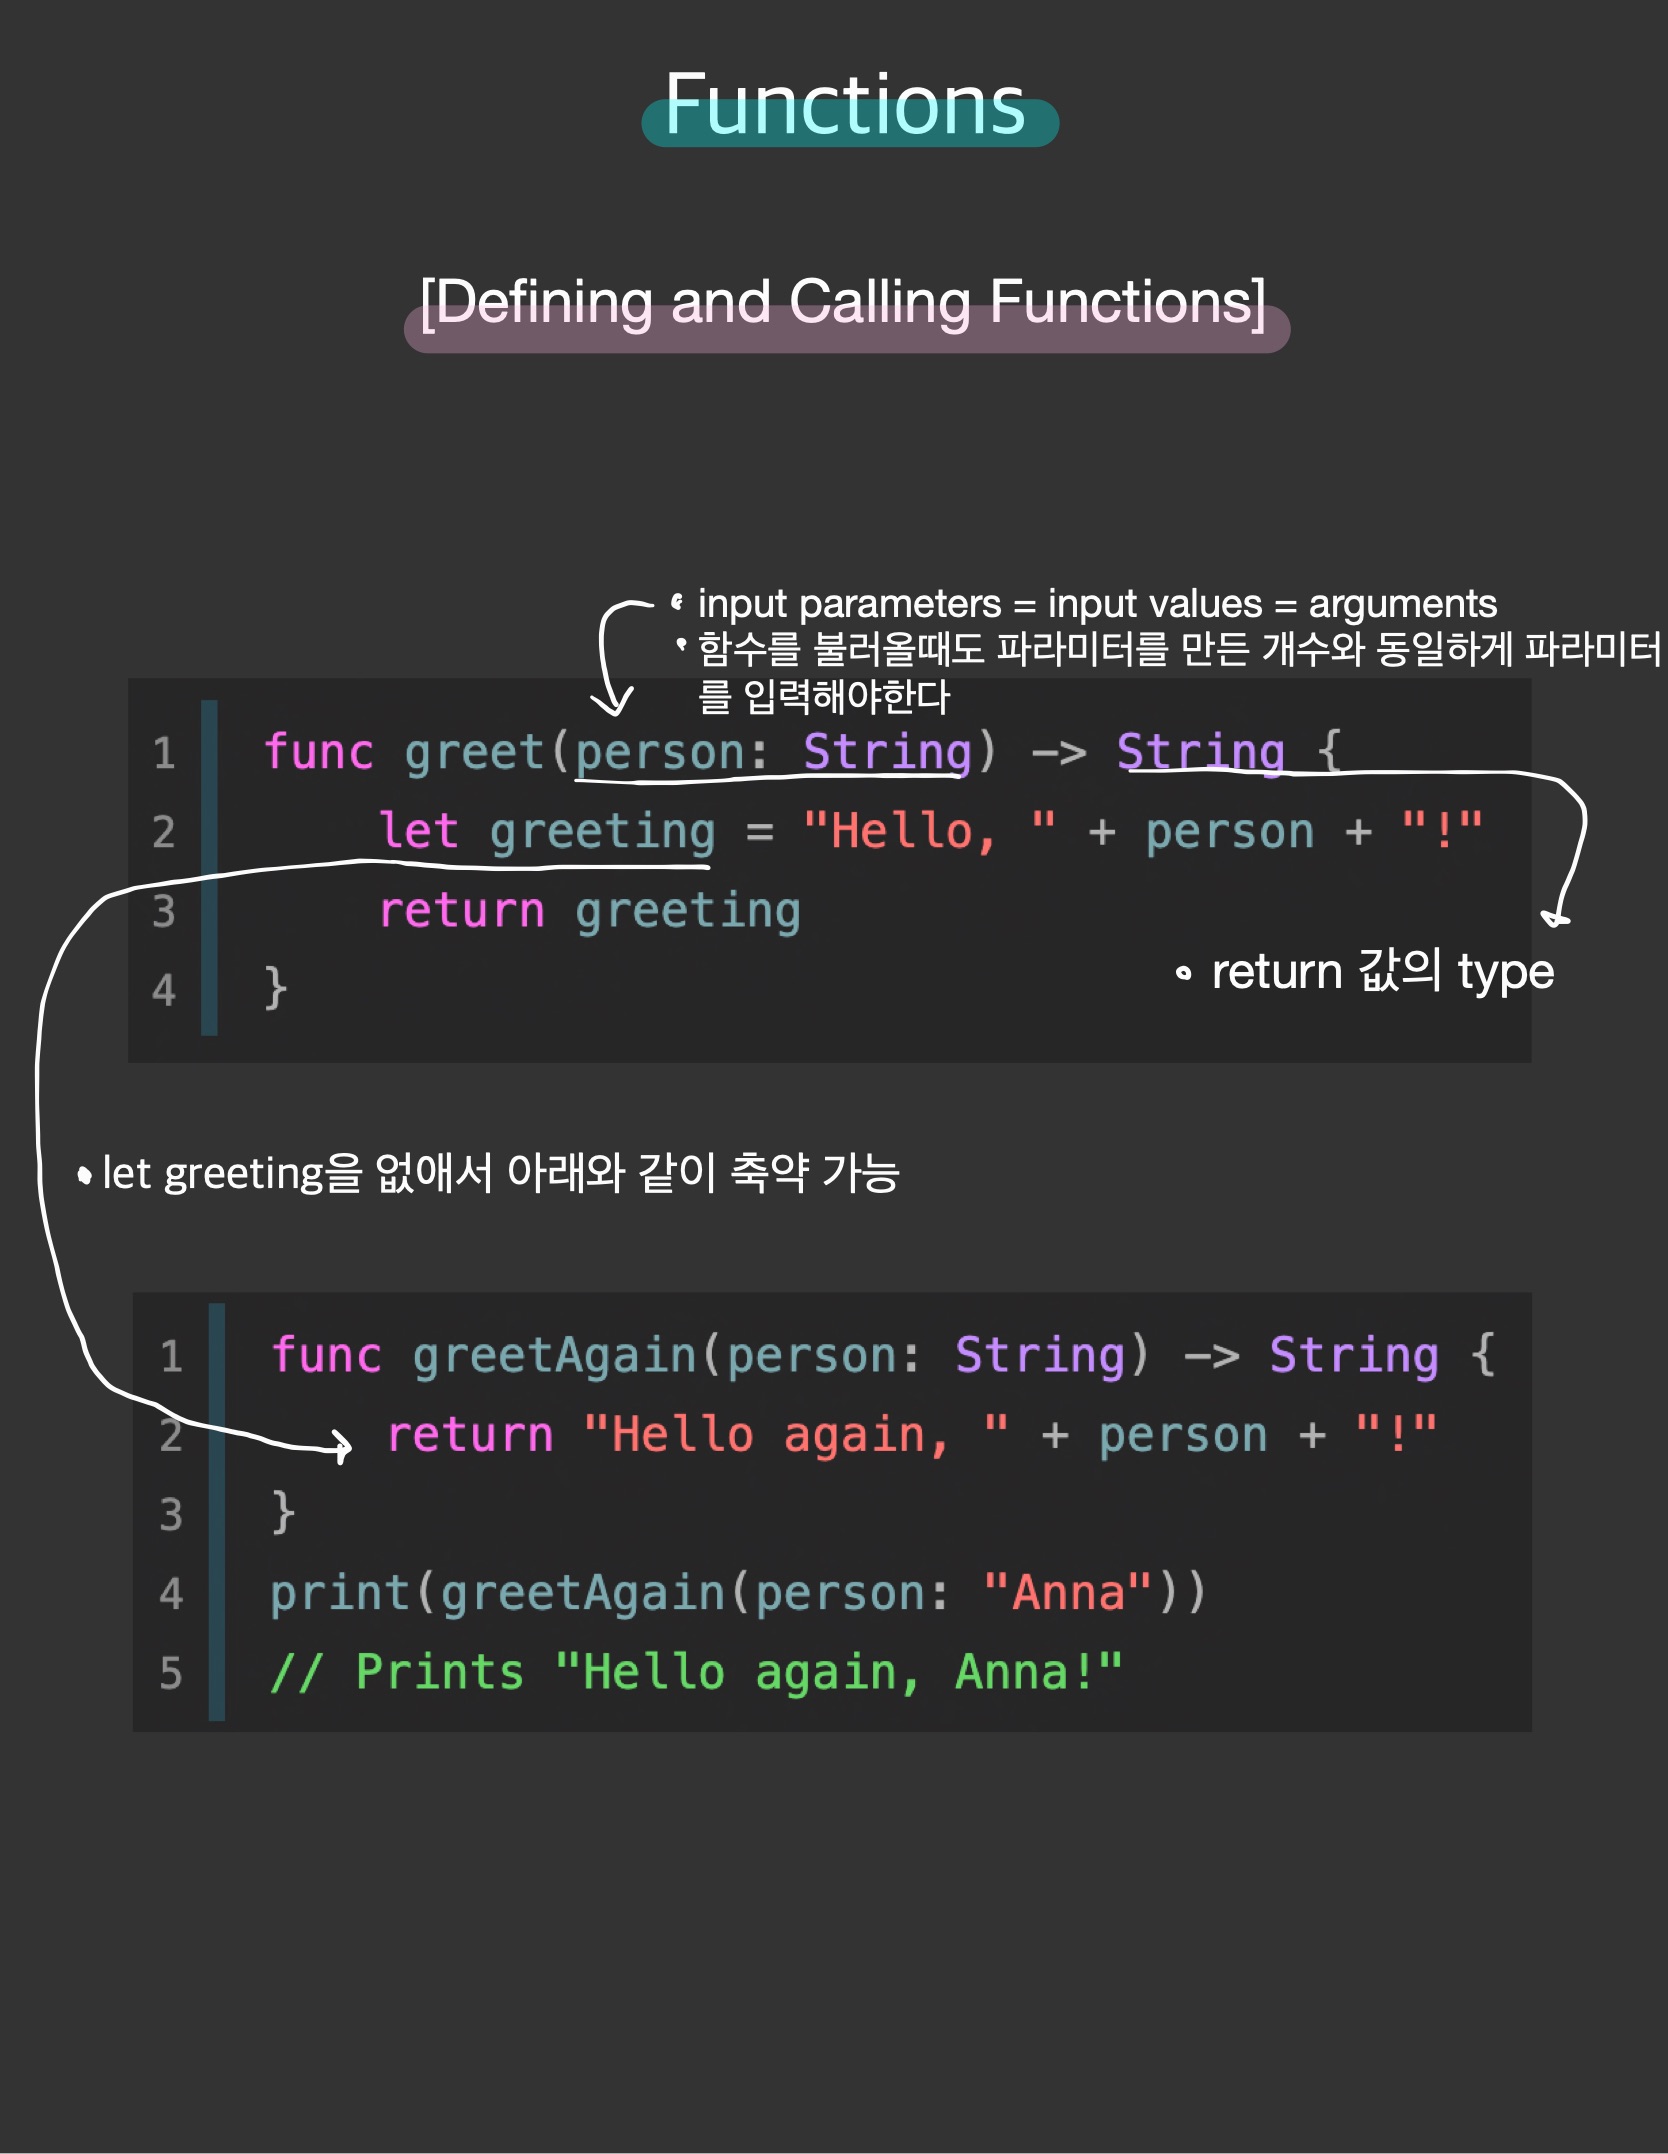 Functions
[Defining and Calling Functions]
input parameters = input values = arguments
함수를 불러올때도 파라미터를 만든 개수와 동일하게 파라미터
를 입력해야한다
1 func greet(person: String) -> String {
2 let greeting = "Hello, " + person + "!"
3 return greeting
4 }
return 값의 type
let greeting을 없애서 아래와 같이 축약 가능
1 func greetAgain(person: String) -> String {
2 return "Hello again, " + person + "!"
3 }
4 print(greetAgain(person: "Anna"))
5 // Prints "Hello again, Anna!"